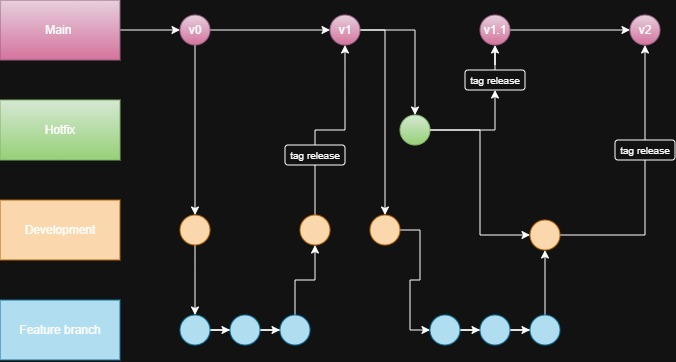 Main
v0
v1
v1.1
v2
tag release
Hotfix
tag release
tag release
Development
Feature branch